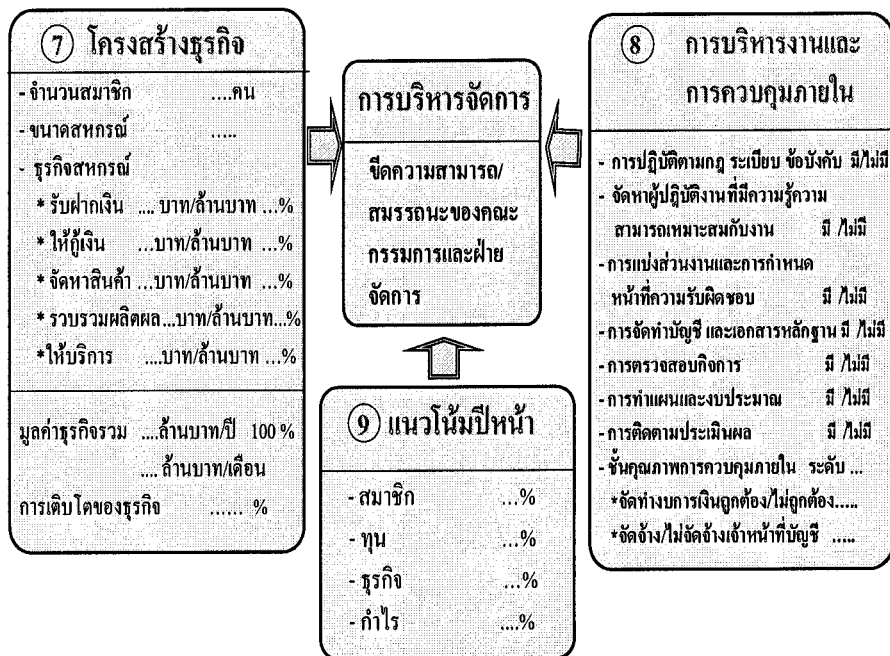 7 โครงสร้างธุรกิจ
- จำนวนสมาชิก ....คน
- ขนาดสหกรณ์ .....
- ธุรกิจสหกรณ์
* รับฝากเงิน .... บาท/ล้านบาท ...%
* ให้กู้เงิน ...บาท/ล้านบาท ...%
* จัดหาสินค้า ...บาท/ล้านบาท ...%
* รวบรวมผลิตผล...บาท/ล้านบาท...%
*ให้บริการ ....บาท/ล้านบาท ...%
มูลค่าธุรกิจรวม ....ล้านบาท/ปี 100 %
.... ล้านบาท/เดือน
การเติบโตของธุรกิจ ...... %
การบริหารจัดการ
ขีดความสามารถ/
สมรรถนะของคณะ
กรรมการและฝ่าย
จัดการ
8 การบริหารงานและ
การควบคุมภายใน
- การปฏิบัติตามกฎ ระเบียบ ข้อบังคับ มี/ไม่มี
- จัดหาผู้ปฏิบัติงานที่มีความรู้ความ
สามารถเหมาะสมกับงาน มี /ไม่มี
- การแบ่งส่วนงานและการกำหนด
หน้าที่ความรับผิดชอบ มี /ไม่มี
- การจัดทำบัญชี และเอกสารหลักฐาน มี /ไม่มี
- การตรวจสอบกิจการ มี /ไม่มี
- การทำแผนและงบประมาณ มี /ไม่มี
- การติดตามประเมินผล มี /ไม่มี
- ชั้นคุณภาพการควบคุมภายใน ระดับ ...
*จัดทำงบการเงินถูกต้อง/ไม่ถูกต้อง.....
*จัดจ้าง/ไม่จัดจ้างเจ้าหน้าที่บัญชี .....
9 แนวโน้มปีหน้า
- สมาชิก ...%
- ทุน ...%
- ธุรกิจ ...%
- กำไร ....%